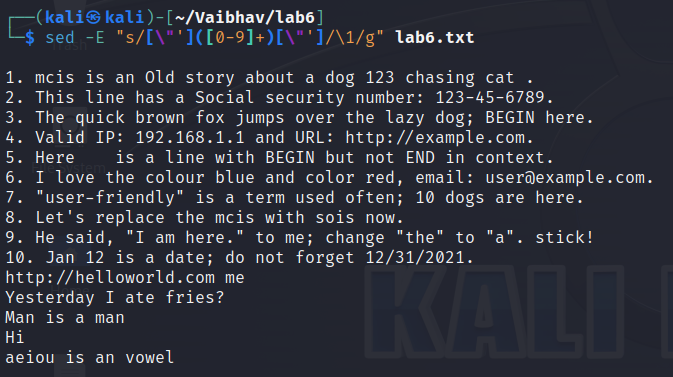 ┌──(kali㉿kali)-[~/Vaibhav/lab6]
└─$ sed -E "s/[\"']([0-9]+)[\"']/\1/g" lab6.txt
1. mcis is an Old story about a dog 123 chasing cat .
2. This line has a Social security number: 123-45-6789.
3. The quick brown fox jumps over the lazy dog; BEGIN here.
4. Valid IP: 192.168.1.1 and URL: http://example.com.
5. Here   is a line with BEGIN but not END in context.
6. I love the colour blue and color red, email: user@example.com.
7. "user-friendly" is a term used often; 10 dogs are here.
8. Let's replace the mcis with sois now.
9. He said, "I am here." to me; change "the" to "a". stick!
10. Jan 12 is a date; do not forget 12/31/2021.
http://helloworld.com me
Yesterday I ate fries?
Man is a man
Hi
aeiou is an vowel
KALI